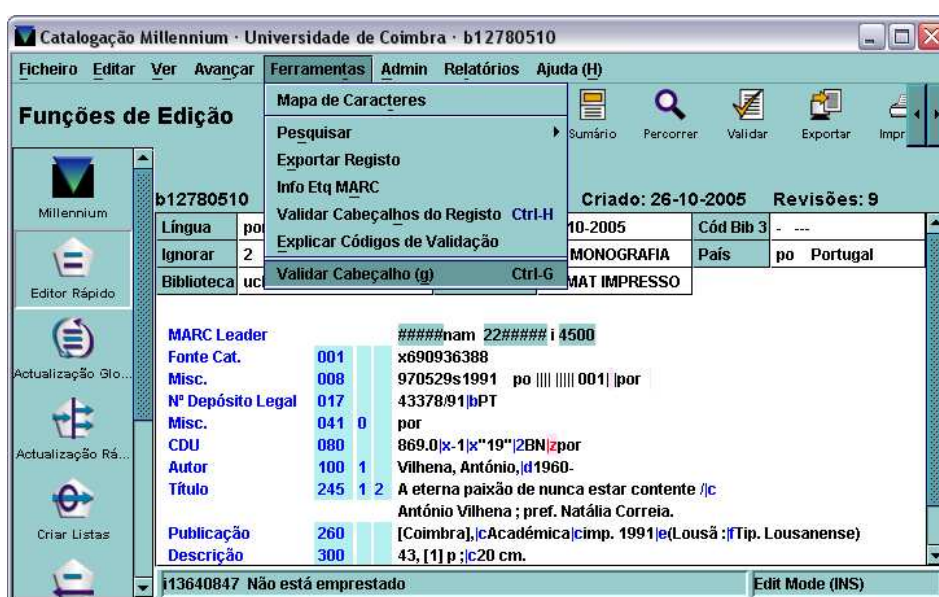 Catalogação Millennium · Universidade de Coimbra · b12780510
Ficheiro Editar Ver Avançar Ferramentas Admin Relatórios Ajuda (H)
Funções de Edição
Mapa de Caracteres
Pesquisar
Exportar Registo
Info Etq MARC
Validar Cabeçalhos do Registo Ctrl-H
Explicar Códigos de Validação
Validar Cabeçalho (g) Ctrl-G
Sumário Percorrer Validar Exportar Impr
Millennium
Editor Rápido
Actualização Glo...
Actualização Rá...
Criar Listas
b12780510 Criado: 26-10-2005 Revisões: 9
Língua por 10-2005 Cód Bib 3 - ---
Ignorar 2 MONOGRAFIA País po Portugal
Biblioteca ucl MAT IMPRESSO
MARC Leader #####nam 22##### i 4500
Fonte Cat. 001 x690936388
Misc. 008 970529s1991 po |||| ||||| 001| |por
Nº Depósito Legal 017 43378/91|bPT
Misc. 041 0 por
CDU 080 869.0|x-1|x"19"|2BN|zpor
Autor 100 1 Vilhena, António,|d1960-
Título 245 1 2 A eterna paixão de nunca estar contente /|c
António Vilhena ; pref. Natália Correia.
Publicação 260 [Coimbra],|cAcadémica|cimp. 1991|e(Lousã :|fTip. Lousanense)
Descrição 300 43, [1] p ;|c20 cm.
i13640847 Não está emprestado Edit Mode (INS)